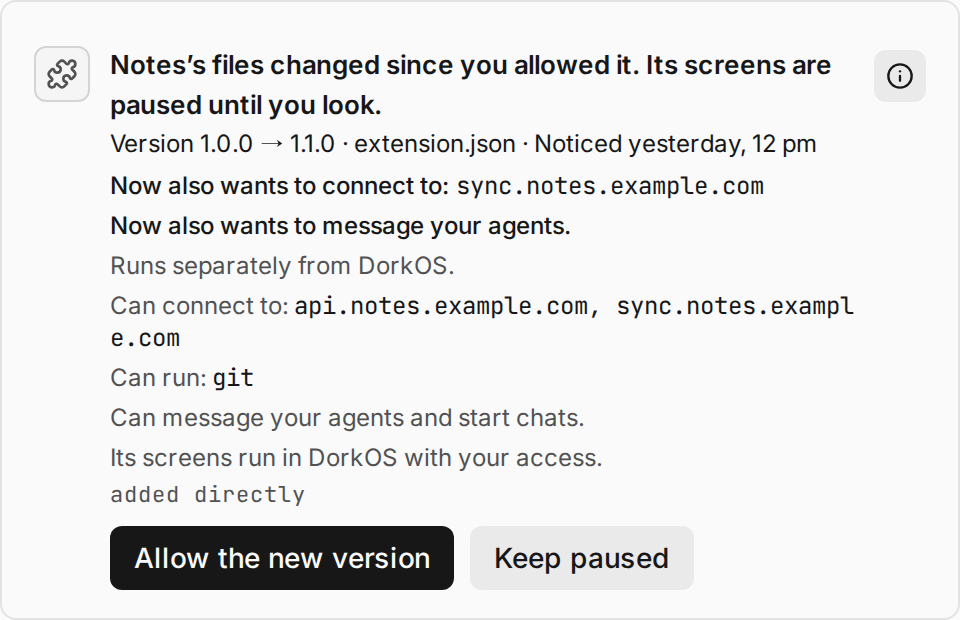 Notes’s files changed since you allowed it. Its screens are
paused until you look.
Version 1.0.0 → 1.1.0 · extension.json · Noticed yesterday, 12 pm
Now also wants to connect to: sync.notes.example.com
Now also wants to message your agents.
Runs separately from DorkOS.
Can connect to: api.notes.example.com, sync.notes.exampl
e.com
Can run: git
Can message your agents and start chats.
Its screens run in DorkOS with your access.
added directly
Allow the new version
Keep paused